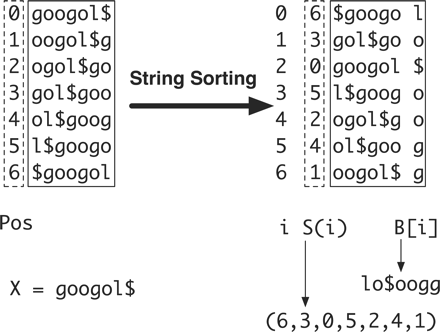 0 googol$ 0 6 $googo l
1 oogol$g 1 3 gol$go o
2 ogol$go 2 0 googol $
String Sorting
3 gol$goo 3 5 l$goog o
4 ol$goog 4 2 ogol$g o
5 l$googo 5 4 ol$goo g
6 $googol 6 1 oogol$ g
Pos i S(i) B[i]
X = googol$ lo$oogg
(6,3,0,5,2,4,1)